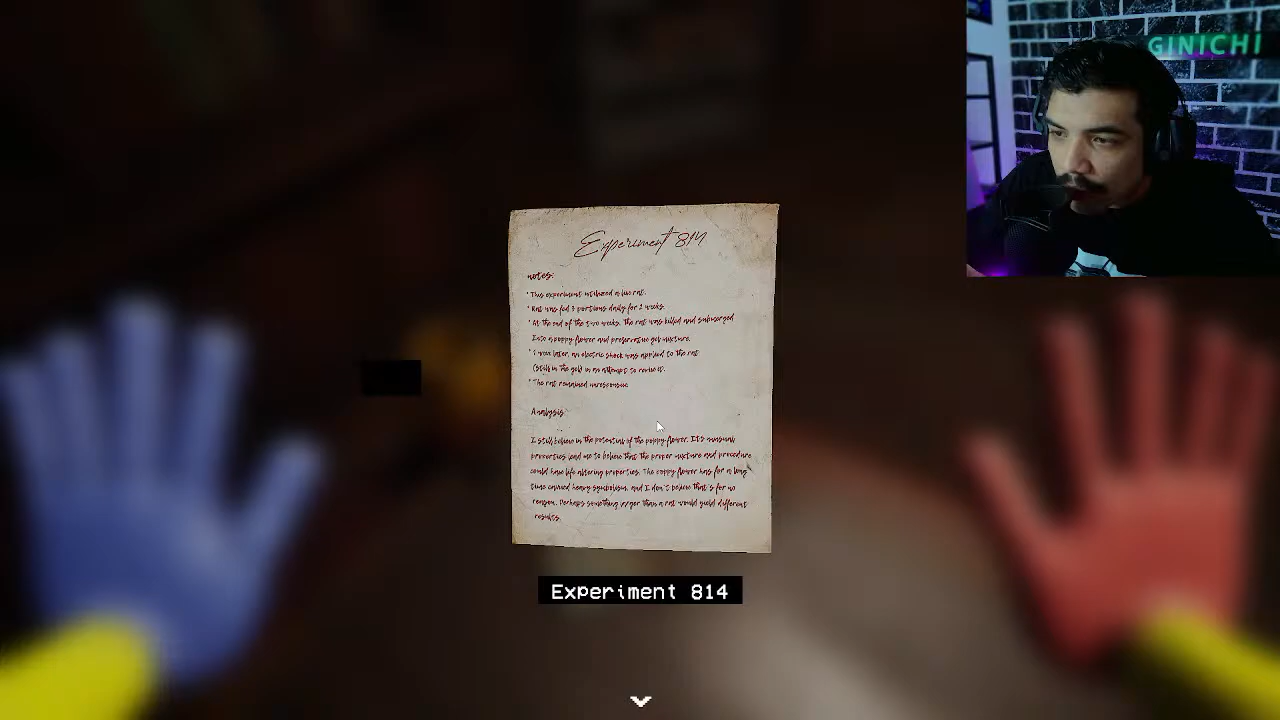 GINICHI
Experiment 814
notes:
* This experiment utilized a live rat.
* Rat was fed 3 portions daily for 2 weeks.
* At the end of the two weeks, the rat was killed and submerged
Into a poppy flower and preservative gel mixture.
* 1 week later, an electric shock was applied to the rat
(still in the gel) in an attempt to revive it.
* The rat remained unresponsive.
Analysis
I still believe in the potential of the poppy flower. It's unusual
properties lead me to believe that the proper mixture and procedure
could have life altering properties. The poppy flower has for a long
time carried heavy symbolism, and I don't believe that's for no
reason. Perhaps something larger than a rat would yield different
results.
Experiment 814